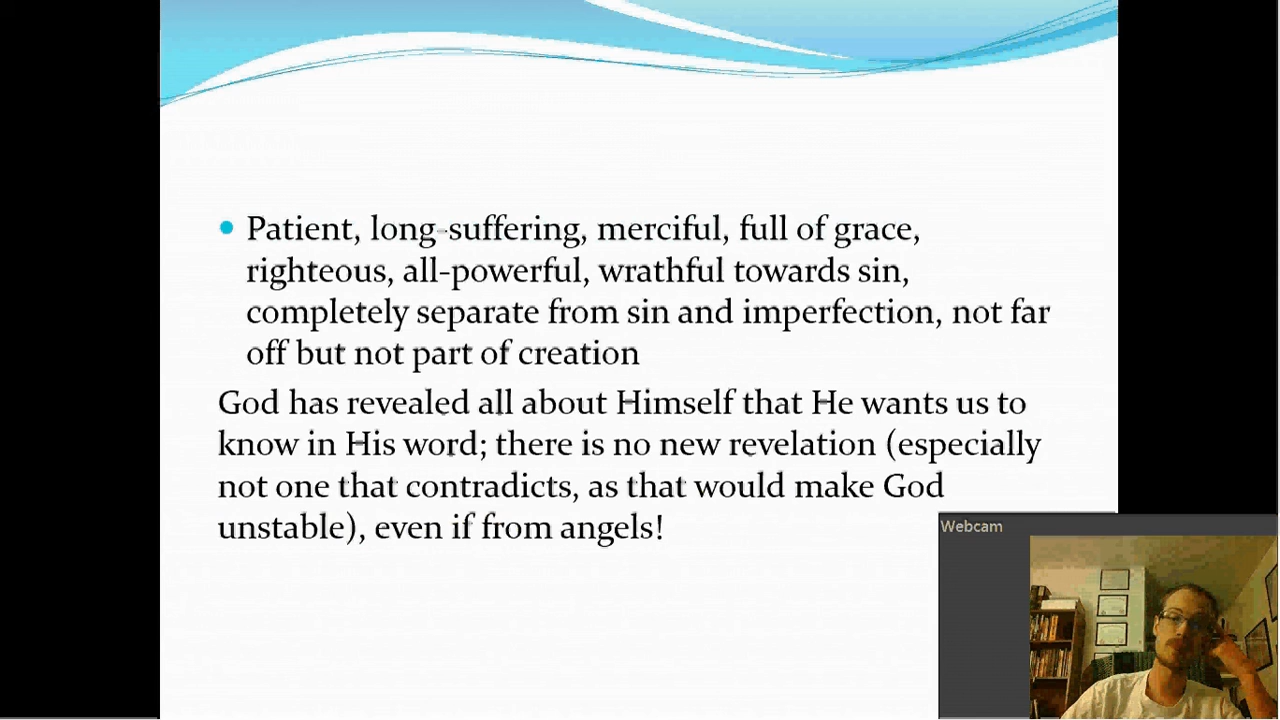 Patient, long-suffering, merciful, full of grace,
righteous, all-powerful, wrathful towards sin,
completely separate from sin and imperfection, not far
off but not part of creation
God has revealed all about Himself that He wants us to
know in His word; there is no new revelation (especially
not one that contradicts, as that would make God
unstable), even if from angels!
Webcam